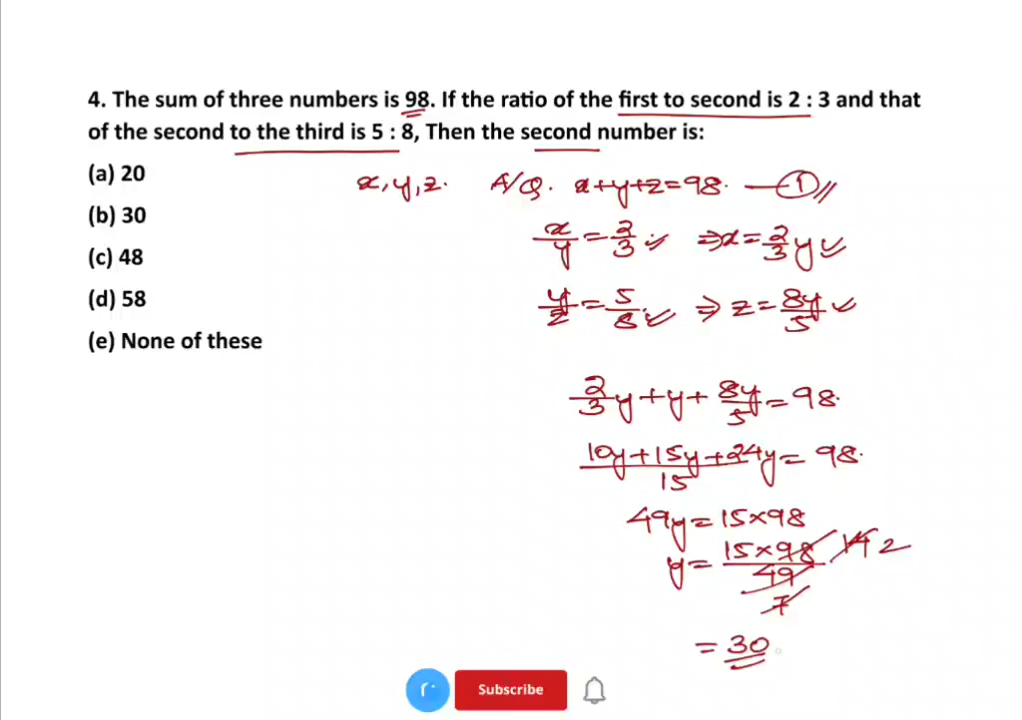 4. The sum of three numbers is 98. If the ratio of the first to second is 2 : 3 and that
of the second to the third is 5 : 8, Then the second number is:
(a) 20
(b) 30
(c) 48
(d) 58
(e) None of these
x, y, z. A/Q. x+y+z=98. —①
x/y = 2/3 ✓ ⇒ x = 2/3 y ✓
y/z = 5/8 ✓ ⇒ z = 8y/5 ✓
2/3 y + y + 8y/5 = 98.
10y+15y+24y/15 = 98.
49y = 15×98
y = 15×98/49 14 2
7
= 30
Subscribe